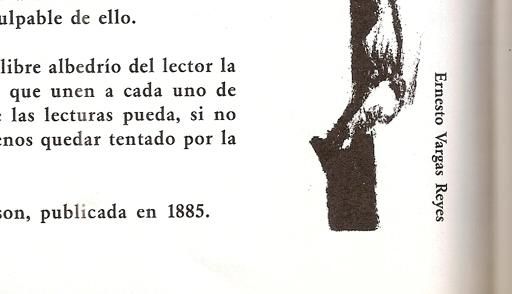 ulpable de ello.
libre albedrío del lector la
que unen a cada uno de
las lecturas pueda, si no
enos quedar tentado por la
son, publicada en 1885.
Ernesto Vargas Reyes